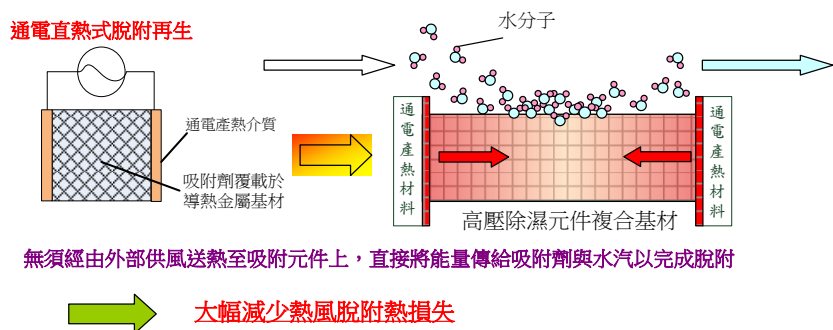 通電直熱式脫附再生
水分子
通電產熱介質
吸附劑覆載於
導熱金屬基材
通電產熱材料
通電產熱材料
高壓除濕元件複合基材
無須經由外部供風送熱至吸附元件上，直接將能量傳給吸附劑與水汽以完成脫附
大幅減少熱風脫附熱損失